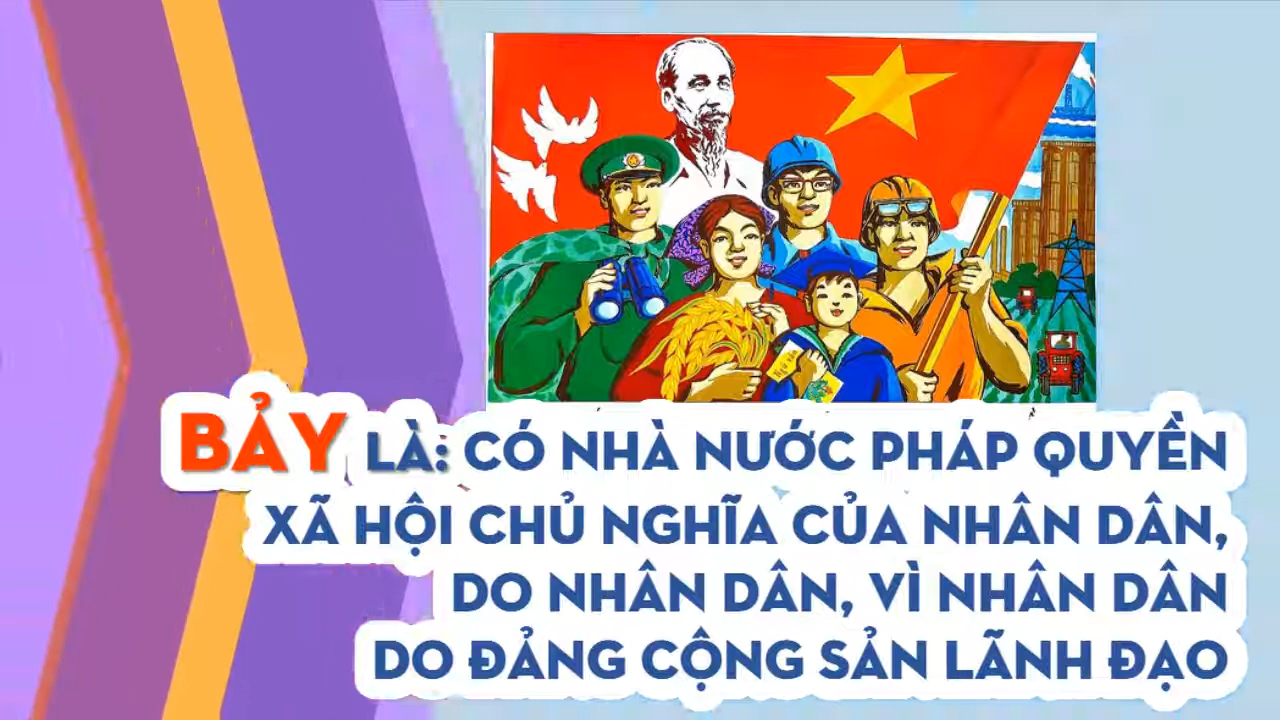 BẢY LÀ: CÓ NHÀ NƯỚC PHÁP QUYỀN
XÃ HỘI CHỦ NGHĨA CỦA NHÂN DÂN,
DO NHÂN DÂN, VÌ NHÂN DÂN
DO ĐẢNG CỘNG SẢN LÃNH ĐẠO